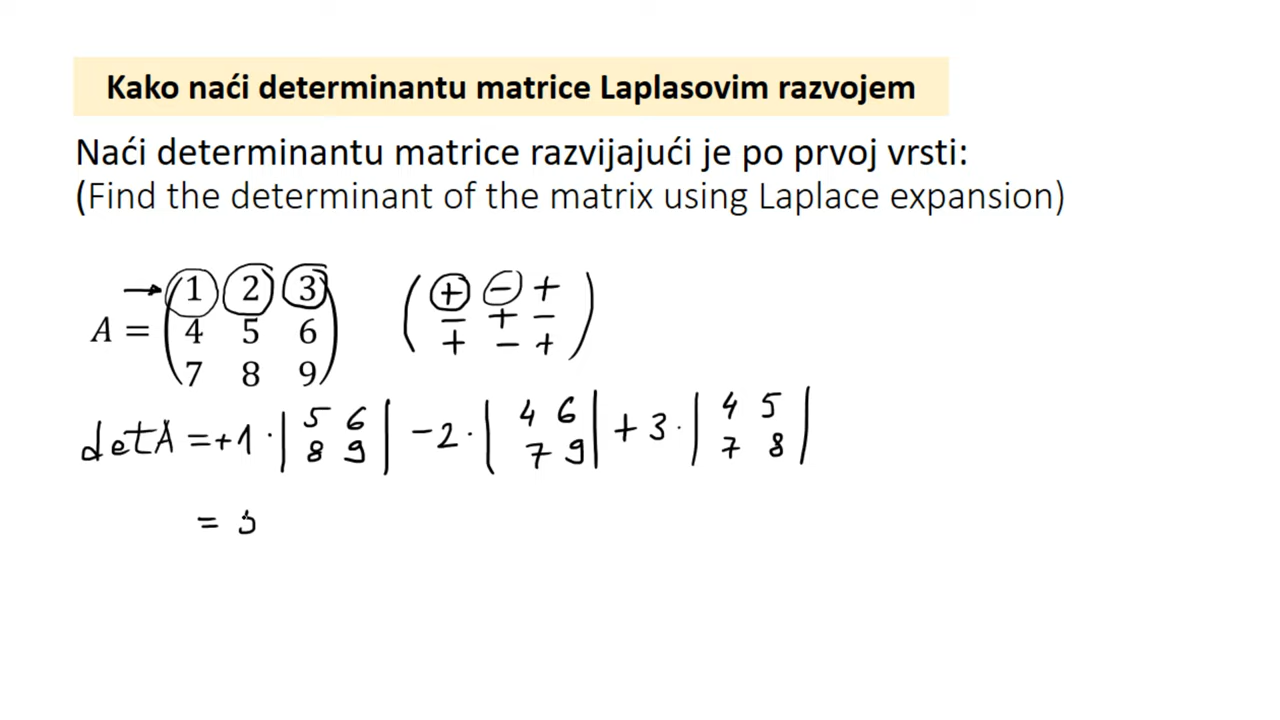 Kako naći determinantu matrice Laplasovim razvojem
Naći determinantu matrice razvijajući je po prvoj vrsti:
(Find the determinant of the matrix using Laplace expansion)
→ ( 1 2 3 ) ( + − + )
A = ( 4 5 6 ) ( − + − )
( 7 8 9 ) ( + − + )
detA = +1 · | 5 6 | − 2 · | 4 6 | + 3 · | 4 5 |
| 8 9 | | 7 9 | | 7 8 |
=